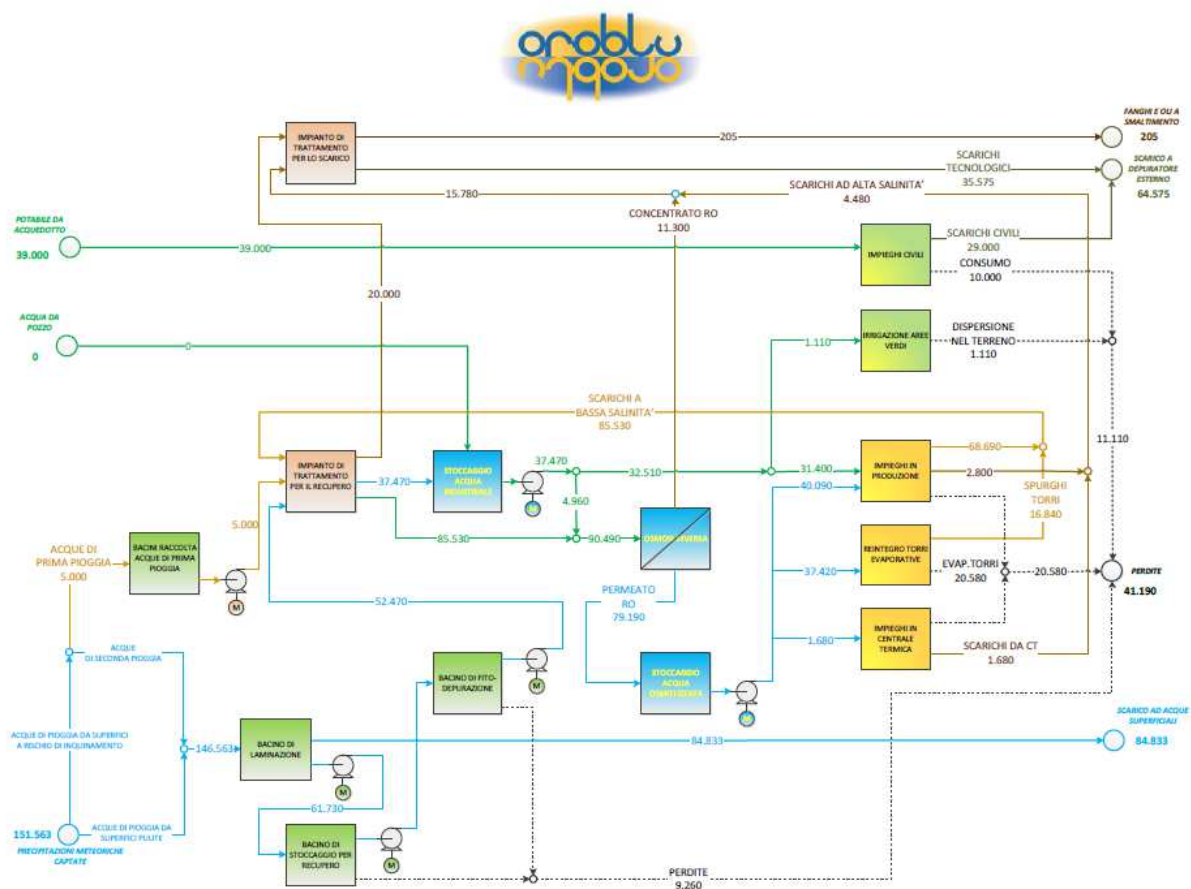 oroblu
oroblu
FANGHI E OLI A
SMALTIMENTO
205
IMPIANTO DI
TRATTAMENTO
PER LO SCARICO
205
SCARICHI
TECNOLOGICI
35.575
SCARICO A
DEPURATORE
ESTERNO
64.575
15.780
SCARICHI AD ALTA SALINITA'
4.480
CONCENTRATO RO
11.300
POTABILE DA
ACQUEDOTTO
39.000
39.000
IMPIEGHI CIVILI
SCARICHI CIVILI
29.000
CONSUMO
10.000
20.000
ACQUA DA
POZZO
0
0
1.110
IRRIGAZIONE AREE
VERDI
DISPERSIONE
NEL TERRENO
1.110
SCARICHI A
BASSA SALINITA'
85.530
11.110
IMPIANTO DI
TRATTAMENTO
PER IL RECUPERO
37.470
STOCCAGGIO
ACQUA
INDUSTRIALE
37.470
M
32.510
31.400
40.090
IMPIEGHI IN
PRODUZIONE
68.690
2.800
SPURGHI
TORRI
16.840
4.960
85.530
90.490
OSMOSI INVERSA
5.000
ACQUE DI
PRIMA PIOGGIA
5.000
BACINI RACCOLTA
ACQUE DI PRIMA
PIOGGIA
M
37.420
REINTEGRO TORRI
EVAPORATIVE
EVAP.TORRI
20.580
20.580
PERDITE
41.190
52.470
PERMEATO
RO
79.190
1.680
IMPIEGHI IN
CENTRALE
TERMICA
SCARICHI DA CT
1.680
ACQUE
DI SECONDA PIOGGIA
BACINO DI FITO-
DEPURAZIONE
M
STOCCAGGIO
ACQUA
OSMOTIZZATA
M
ACQUE DI PIOGGIA DA SUPERFICI
A RISCHIO DI INQUINAMENTO
146.563
BACINO DI
LAMINAZIONE
M
84.833
SCARICO AD ACQUE
SUPERFICIALI
84.833
61.730
151.563
ACQUE DI PIOGGIA DA
SUPERFICI PULITE
PRECIPITAZIONI METEORICHE
CAPTATE
BACINO DI
STOCCAGGIO PER
RECUPERO
M
PERDITE
9.260